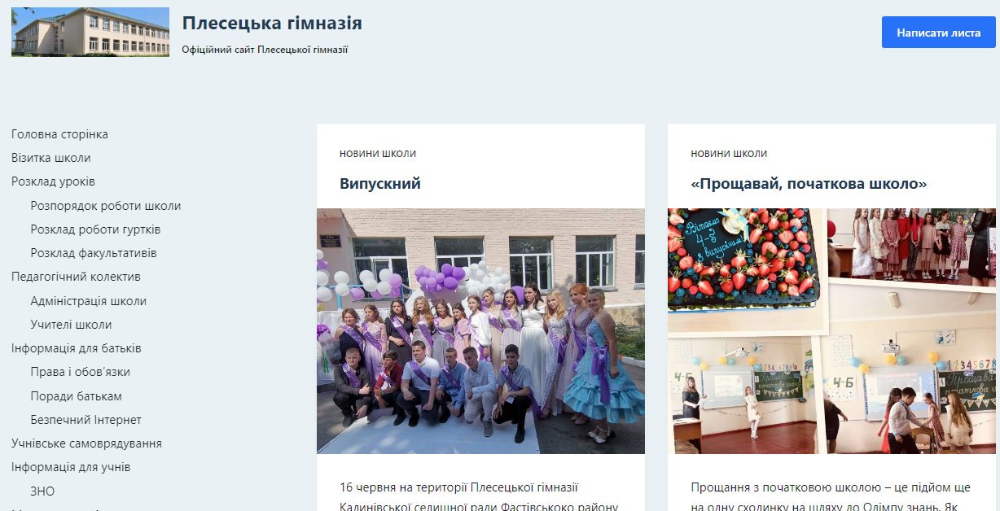 Плесецька гімназія
Офіційний сайт Плесецької гімназії
Написати листа
Головна сторінка
Візитка школи
Розклад уроків
Розпорядок роботи школи
Розклад роботи гуртків
Розклад факультативів
Педагогічний колектив
Адміністрація школи
Учителі школи
Інформація для батьків
Права і обов’язки
Поради батькам
Безпечний Інтернет
Учнівське самоврядування
Інформація для учнів
ЗНО
НОВИНИ ШКОЛИ
Випускний
16 червня на території Плесецької гімназії
Калинівської селищної ради Фастівськoго району
НОВИНИ ШКОЛИ
«Прощавай, початкова школо»
Вітаємо
4-З
з випускним!
4-Б
Прощавай
Прощання з початковою школою – це підйом ще
на одну сходинку на шляху до Олімпу знань. Як